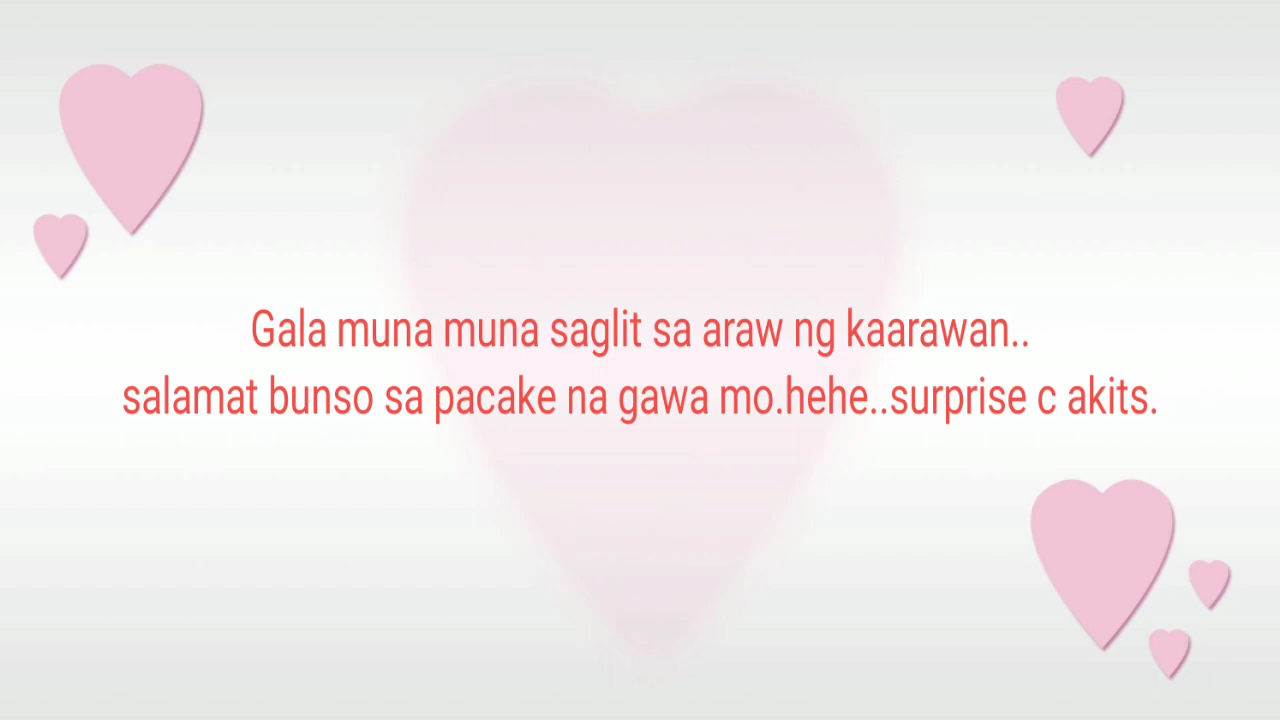 Gala muna muna saglit sa araw ng kaarawan..
salamat bunso sa pacake na gawa mo.hehe..surprise c akits.